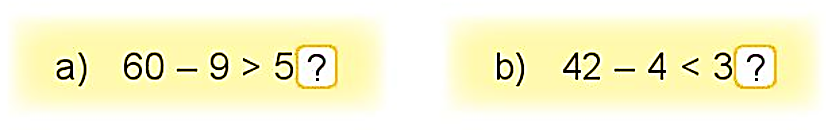 a) 60 – 9 > 5 ? b) 42 – 4 < 3 ?